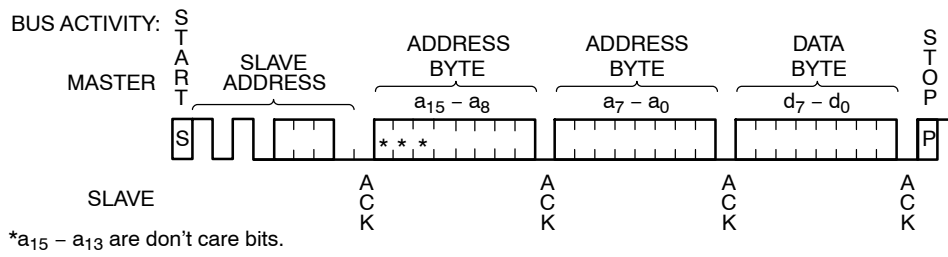 BUS ACTIVITY:
MASTER
START
SLAVE
ADDRESS
ADDRESS
BYTE
a15 – a8
ADDRESS
BYTE
a7 – a0
DATA
BYTE
d7 – d0
STOP
S
* * *
P
SLAVE
ACK
ACK
ACK
ACK
*a15 – a13 are don't care bits.